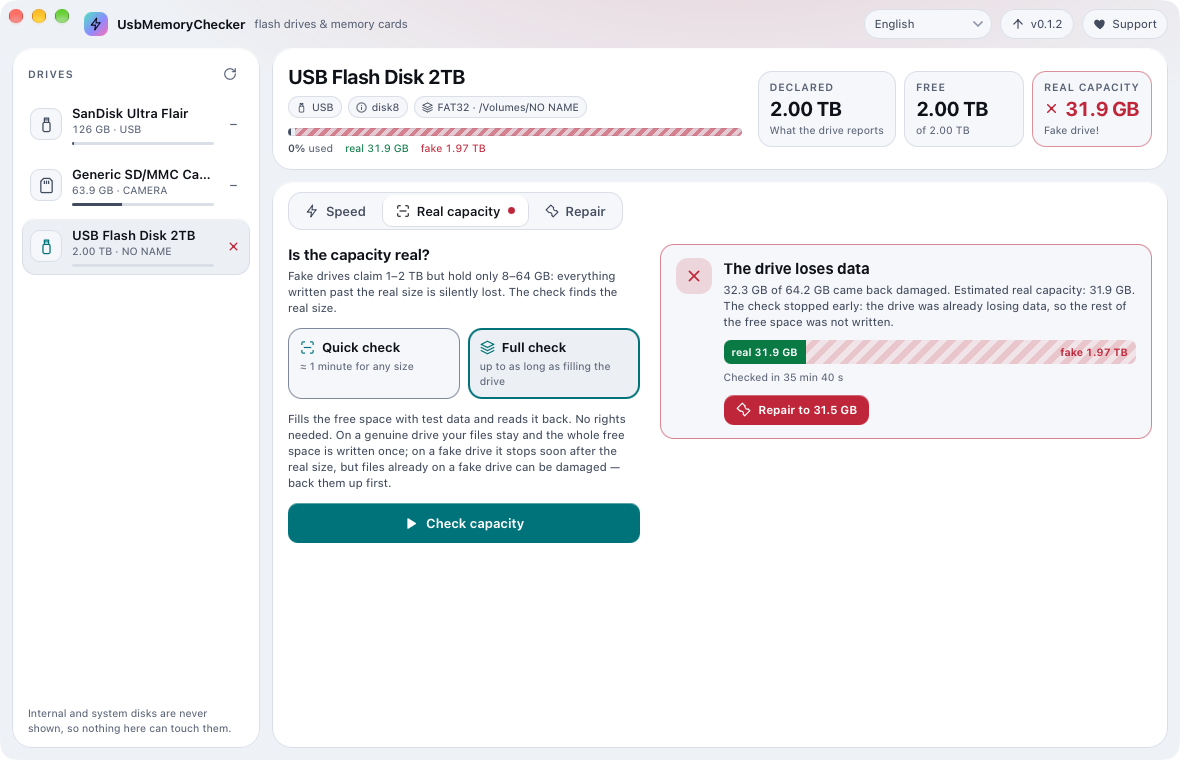 UsbMemoryChecker flash drives & memory cards
English
v0.1.2
Support
DRIVES
SanDisk Ultra Flair
126 GB · USB
–
Generic SD/MMC Ca...
63.9 GB · CAMERA
–
USB Flash Disk 2TB
2.00 TB · NO NAME
Internal and system disks are never
shown, so nothing here can touch them.
USB Flash Disk 2TB
USB
disk8
FAT32 · /Volumes/NO NAME
0% used real 31.9 GB fake 1.97 TB
DECLARED
2.00 TB
What the drive reports
FREE
2.00 TB
of 2.00 TB
REAL CAPACITY
× 31.9 GB
Fake drive!
Speed
Real capacity
Repair
Is the capacity real?
Fake drives claim 1–2 TB but hold only 8–64 GB: everything
written past the real size is silently lost. The check finds the
real size.
Quick check
≈ 1 minute for any size
Full check
up to as long as filling the
drive
Fills the free space with test data and reads it back. No rights
needed. On a genuine drive your files stay and the whole free
space is written once; on a fake drive it stops soon after the
real size, but files already on a fake drive can be damaged —
back them up first.
Check capacity
The drive loses data
32.3 GB of 64.2 GB came back damaged. Estimated real capacity: 31.9 GB.
The check stopped early: the drive was already losing data, so the rest of
the free space was not written.
real 31.9 GB
fake 1.97 TB
Checked in 35 min 40 s
Repair to 31.5 GB